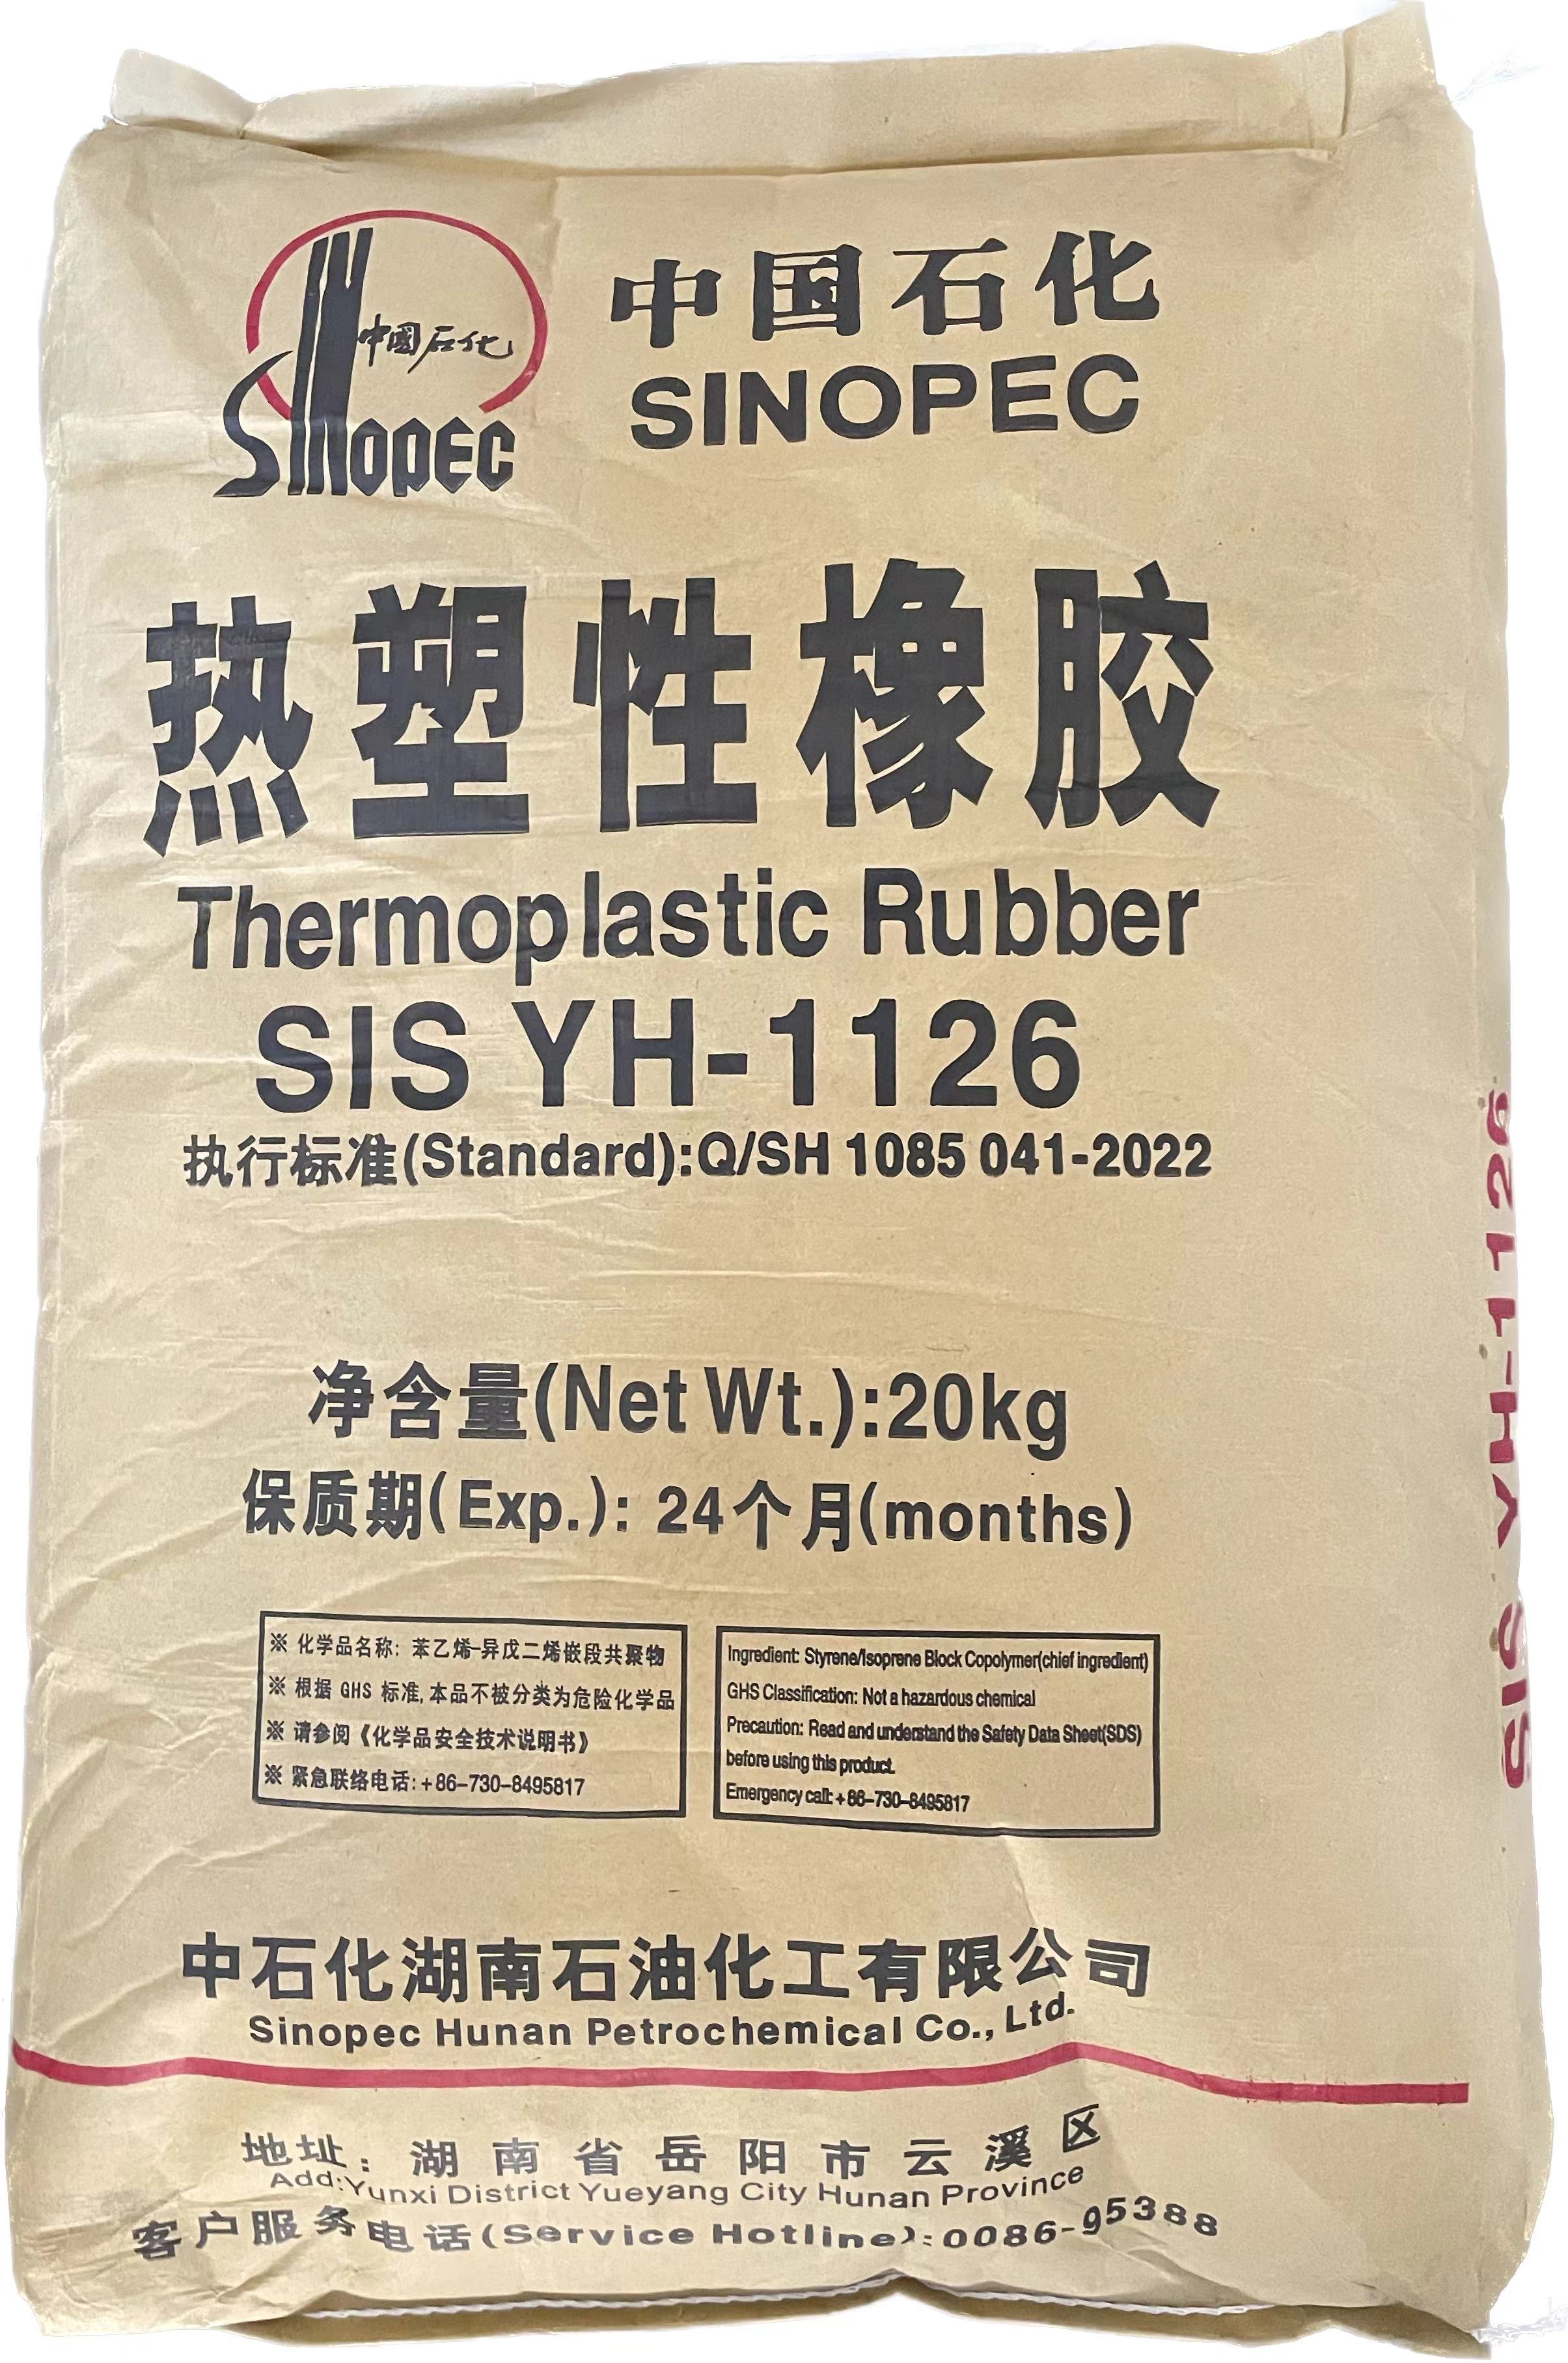 中国石化
SINOPEC
中国石化
SINOPEC
热塑性橡胶
Thermoplastic Rubber
SIS YH-1126
执行标准(Standard):Q/SH 1085 041-2022
净含量(Net Wt.):20kg
保质期(Exp.): 24个月(months)
※ 化学品名称: 苯乙烯-异戊二烯嵌段共聚物
※ 根据 GHS 标准,本品不被分类为危险化学品
※ 请参阅《化学品安全技术说明书》
※ 紧急联络电话:+86-730-8495817
Ingredient: Styrene/Isoprene Block Copolymer(chief ingredient)
GHS Classification: Not a hazardous chemical
Precaution: Read and understand the Safety Data Sheet(SDS)
before using this product.
Emergency call: +86-730-8495817
中石化湖南石油化工有限公司
Sinopec Hunan Petrochemical Co., Ltd.
地址: 湖南省岳阳市云溪区
Add:Yunxi District Yueyang City Hunan Province
客户服务电话(Service Hotline):0086-95388
SIS YH-1126